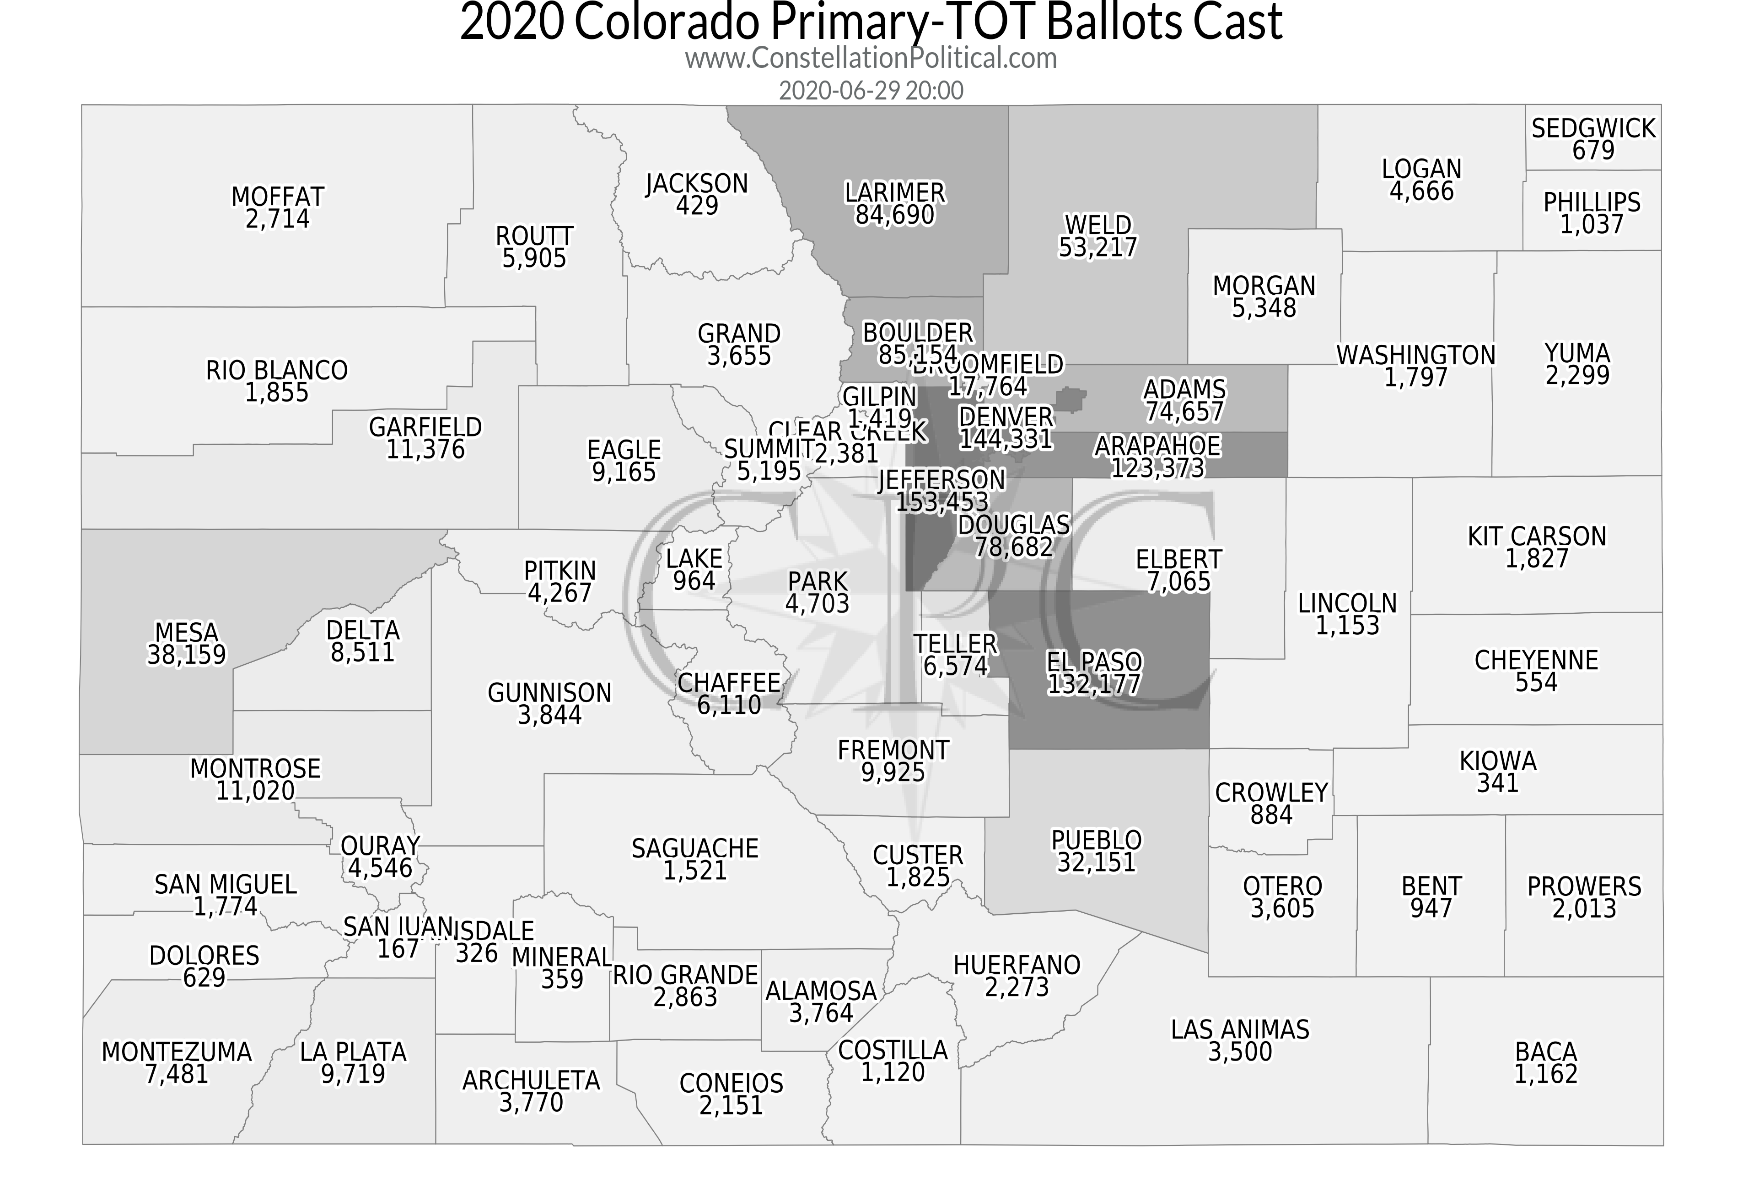 2020 Colorado Primary-TOT Ballots Cast
www.ConstellationPolitical.com
2020-06-29 20:00
SEDGWICK
679
LOGAN
4,666
PHILLIPS
1,037
MOFFAT
2,714
JACKSON
429
LARIMER
84,690
WELD
53,217
ROUTT
5,905
MORGAN
5,348
GRAND
3,655
BOULDER
85,154
BROOMFIELD
17,764
WASHINGTON
1,797
YUMA
2,299
RIO BLANCO
1,855
GILPIN
1,419
ADAMS
74,657
DENVER
144,331
GARFIELD
11,376
EAGLE
9,165
CLEAR CREEK
2,381
SUMMIT
5,195
ARAPAHOE
123,373
JEFFERSON
153,453
DOUGLAS
78,682
KIT CARSON
1,827
ELBERT
7,065
PITKIN
4,267
LAKE
964
PARK
4,703
LINCOLN
1,153
MESA
38,159
DELTA
8,511
TELLER
6,574
EL PASO
132,177
CHEYENNE
554
GUNNISON
3,844
CHAFFEE
6,110
FREMONT
9,925
KIOWA
341
MONTROSE
11,020
CROWLEY
884
OURAY
4,546
SAGUACHE
1,521
CUSTER
1,825
PUEBLO
32,151
SAN MIGUEL
1,774
OTERO
3,605
BENT
947
PROWERS
2,013
SAN JUAN
167
NSDALE
326
DOLORES
629
MINERAL
359
RIO GRANDE
2,863
ALAMOSA
3,764
HUERFANO
2,273
MONTEZUMA
7,481
LA PLATA
9,719
ARCHULETA
3,770
CONEJOS
2,151
COSTILLA
1,120
LAS ANIMAS
3,500
BACA
1,162
CPC